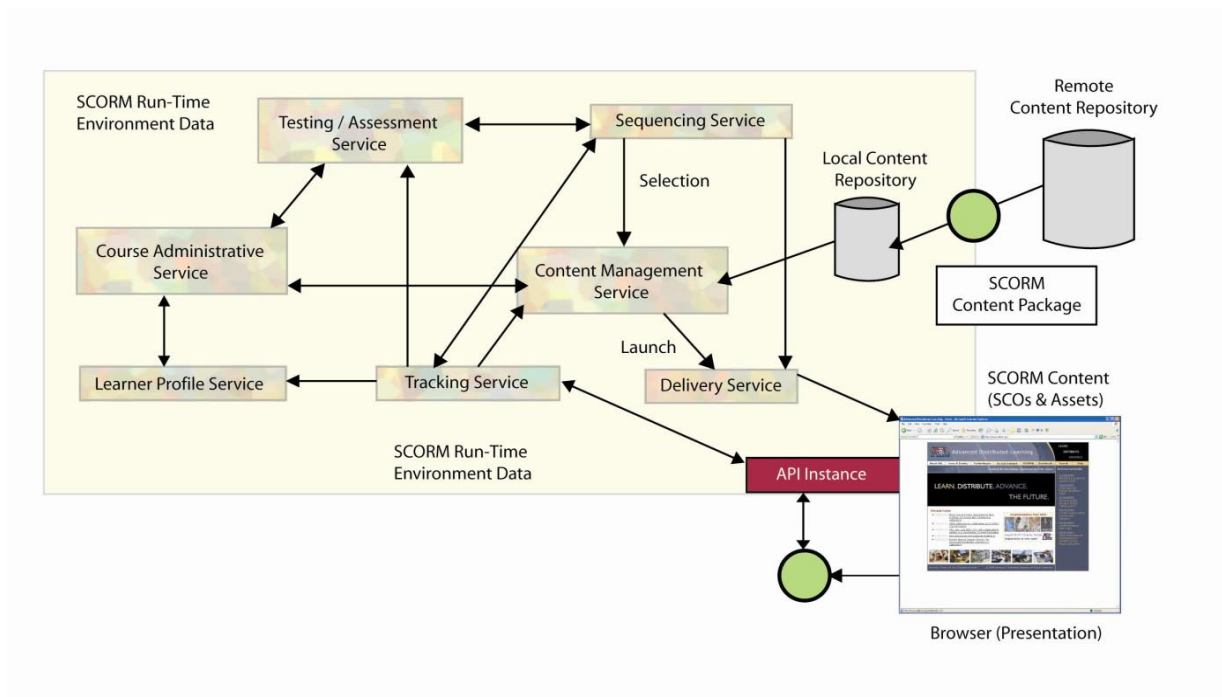 SCORM Run-Time
Environment Data
Testing / Assessment
Service
Sequencing Service
Remote
Content Repository
Local Content
Repository
Selection
Course Administrative
Service
Content Management
Service
SCORM
Content Package
Launch
Learner Profile Service
Tracking Service
Delivery Service
SCORM Content
(SCOs & Assets)
SCORM Run-Time
Environment Data
API Instance
Advanced Distributed Learning
LEARN. DISTRIBUTE. ADVANCE.
THE FUTURE.
Browser (Presentation)